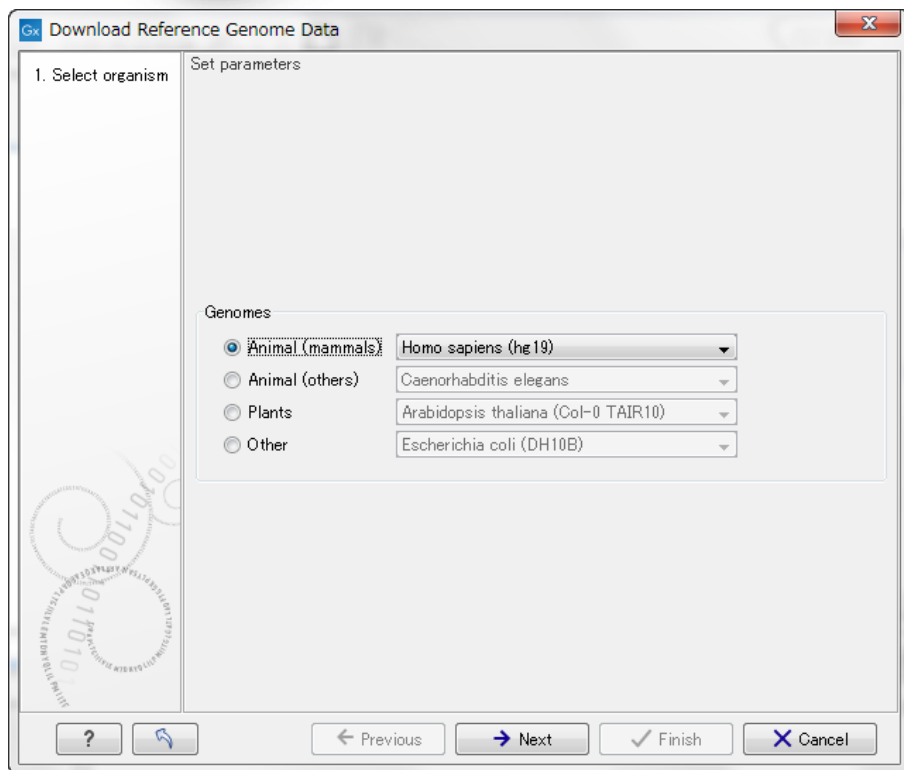 Gx Download Reference Genome Data
1. Select organism
Set parameters
Genomes
Animal (mammals) Homo sapiens (hg19)
Animal (others) Caenorhabditis elegans
Plants Arabidopsis thaliana (Col-0 TAIR10)
Other Escherichia coli (DH10B)
? Previous Next Finish Cancel